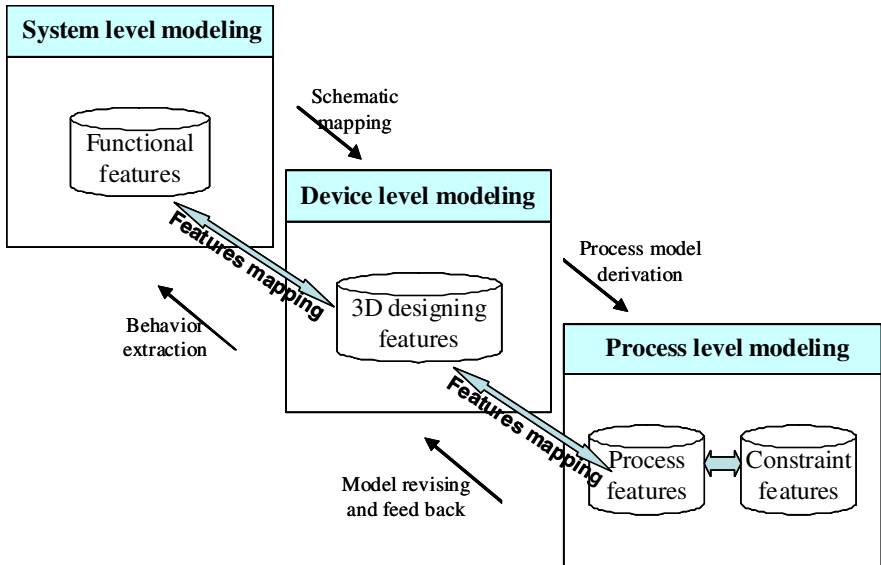 System level modeling
Functional
features
Schematic
mapping
Device level modeling
Features mapping
3D designing
features
Behavior
extraction
Process model
derivation
Process level modeling
Features mapping
Process
features
Constraint
features
Model revising
and feed back